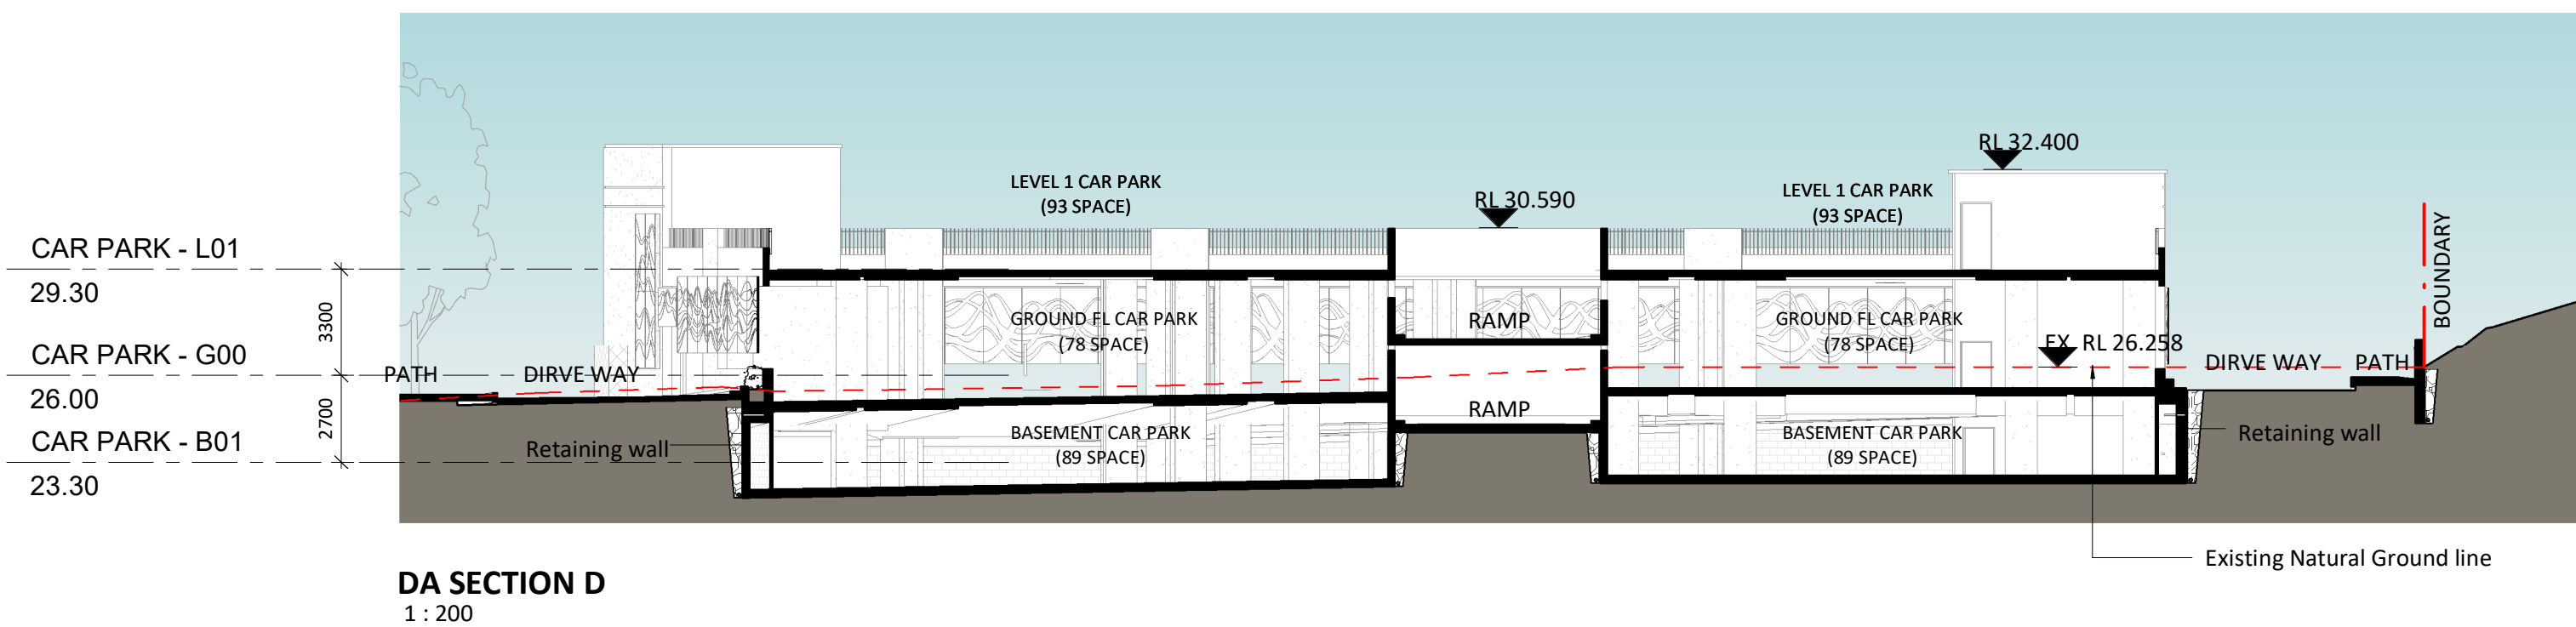 RL 32.400
LEVEL 1 CAR PARK
(93 SPACE)
RL 30.590
LEVEL 1 CAR PARK
(93 SPACE)
BOUNDARY
CAR PARK - L01
29.30
3300
GROUND FL CAR PARK
(78 SPACE)
RAMP
GROUND FL CAR PARK
(78 SPACE)
EX. RL 26.258
CAR PARK - G00
26.00
PATH
DIRVE WAY
DIRVE WAY
PATH
2700
RAMP
CAR PARK - B01
23.30
Retaining wall
BASEMENT CAR PARK
(89 SPACE)
BASEMENT CAR PARK
(89 SPACE)
Retaining wall
Existing Natural Ground line
DA SECTION D
1 : 200